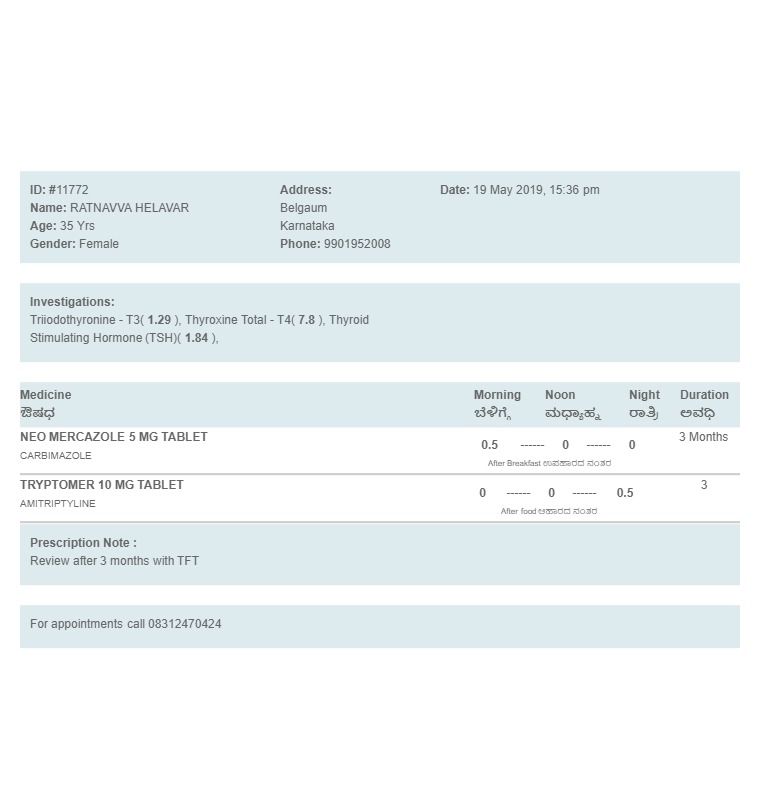 ID: #11772
Name: RATNAVVA HELAVAR
Age: 35 Yrs
Gender: Female
Address:
Belgaum
Karnataka
Phone: 9901952008
Date: 19 May 2019, 15:36 pm
Investigations:
Triiodothyronine - T3( 1.29 ), Thyroxine Total - T4( 7.8 ), Thyroid
Stimulating Hormone (TSH)( 1.84 ),
Medicine Morning Noon Night Duration
ಔಷಧ ಬೆಳಿಗ್ಗೆ ಮಧ್ಯಾಹ್ನ ರಾತ್ರಿ ಅವಧಿ
NEO MERCAZOLE 5 MG TABLET 0.5 ------ 0 ------ 0 3 Months
CARBIMAZOLE After Breakfast ಉಪಹಾರದ ನಂತರ
TRYPTOMER 10 MG TABLET 0 ------ 0 ------ 0.5 3
AMITRIPTYLINE After food ಆಹಾರದ ನಂತರ
Prescription Note :
Review after 3 months with TFT
For appointments call 08312470424